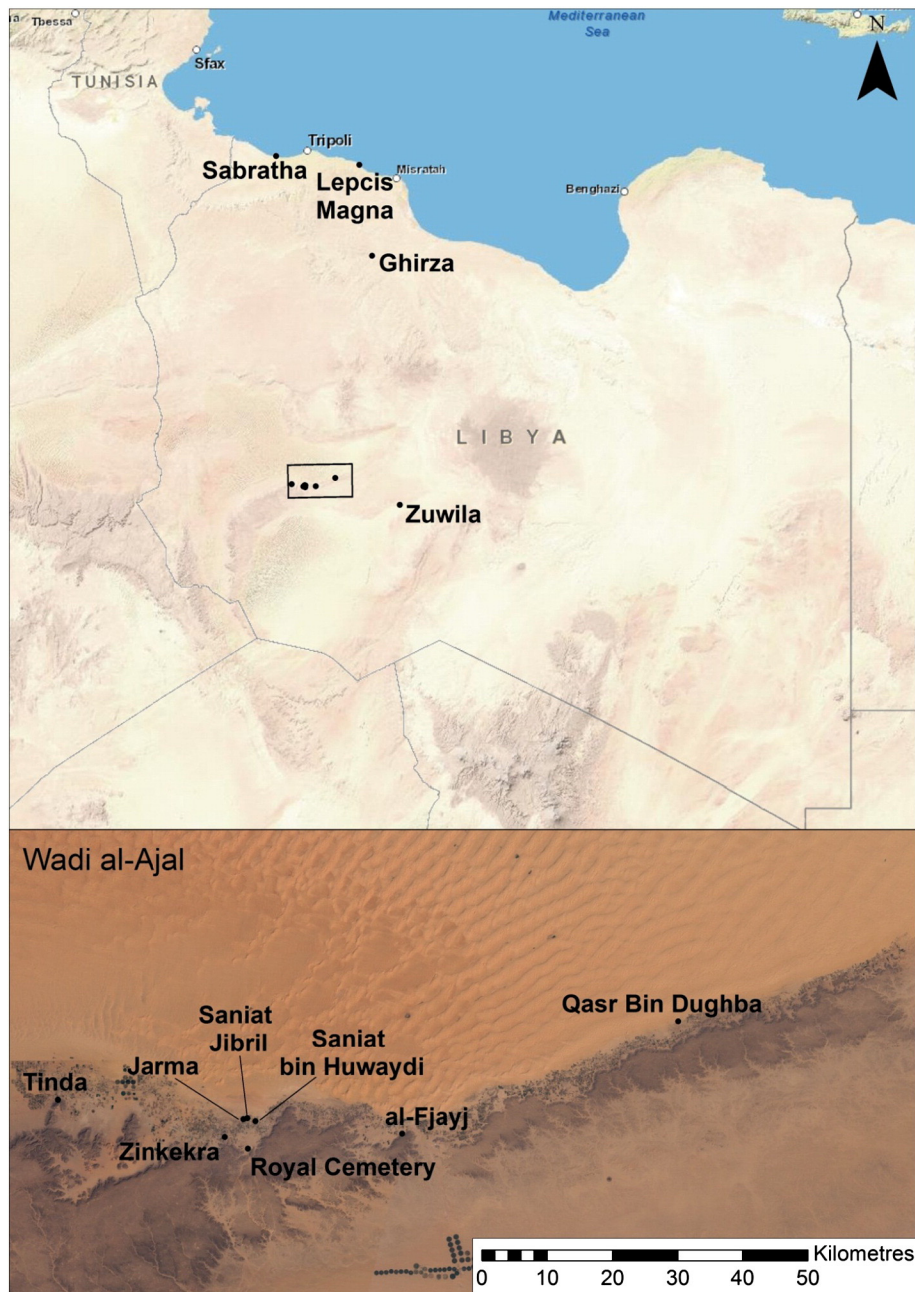 Mediterranean
Sea
N
Tbessa
Sfax
TUNISIA
Tripoli
Sabratha
Lepcis
Magna
Misratah
Benghazi
Ghirza
LIBYA
Zuwila
Wadi al-Ajal
Qasr Bin Dughba
Saniat
Jibril
Saniat
bin Huwaydi
Jarma
Tinda
al-Fjayj
Zinkekra
Royal Cemetery
Kilometres
0 10 20 30 40 50